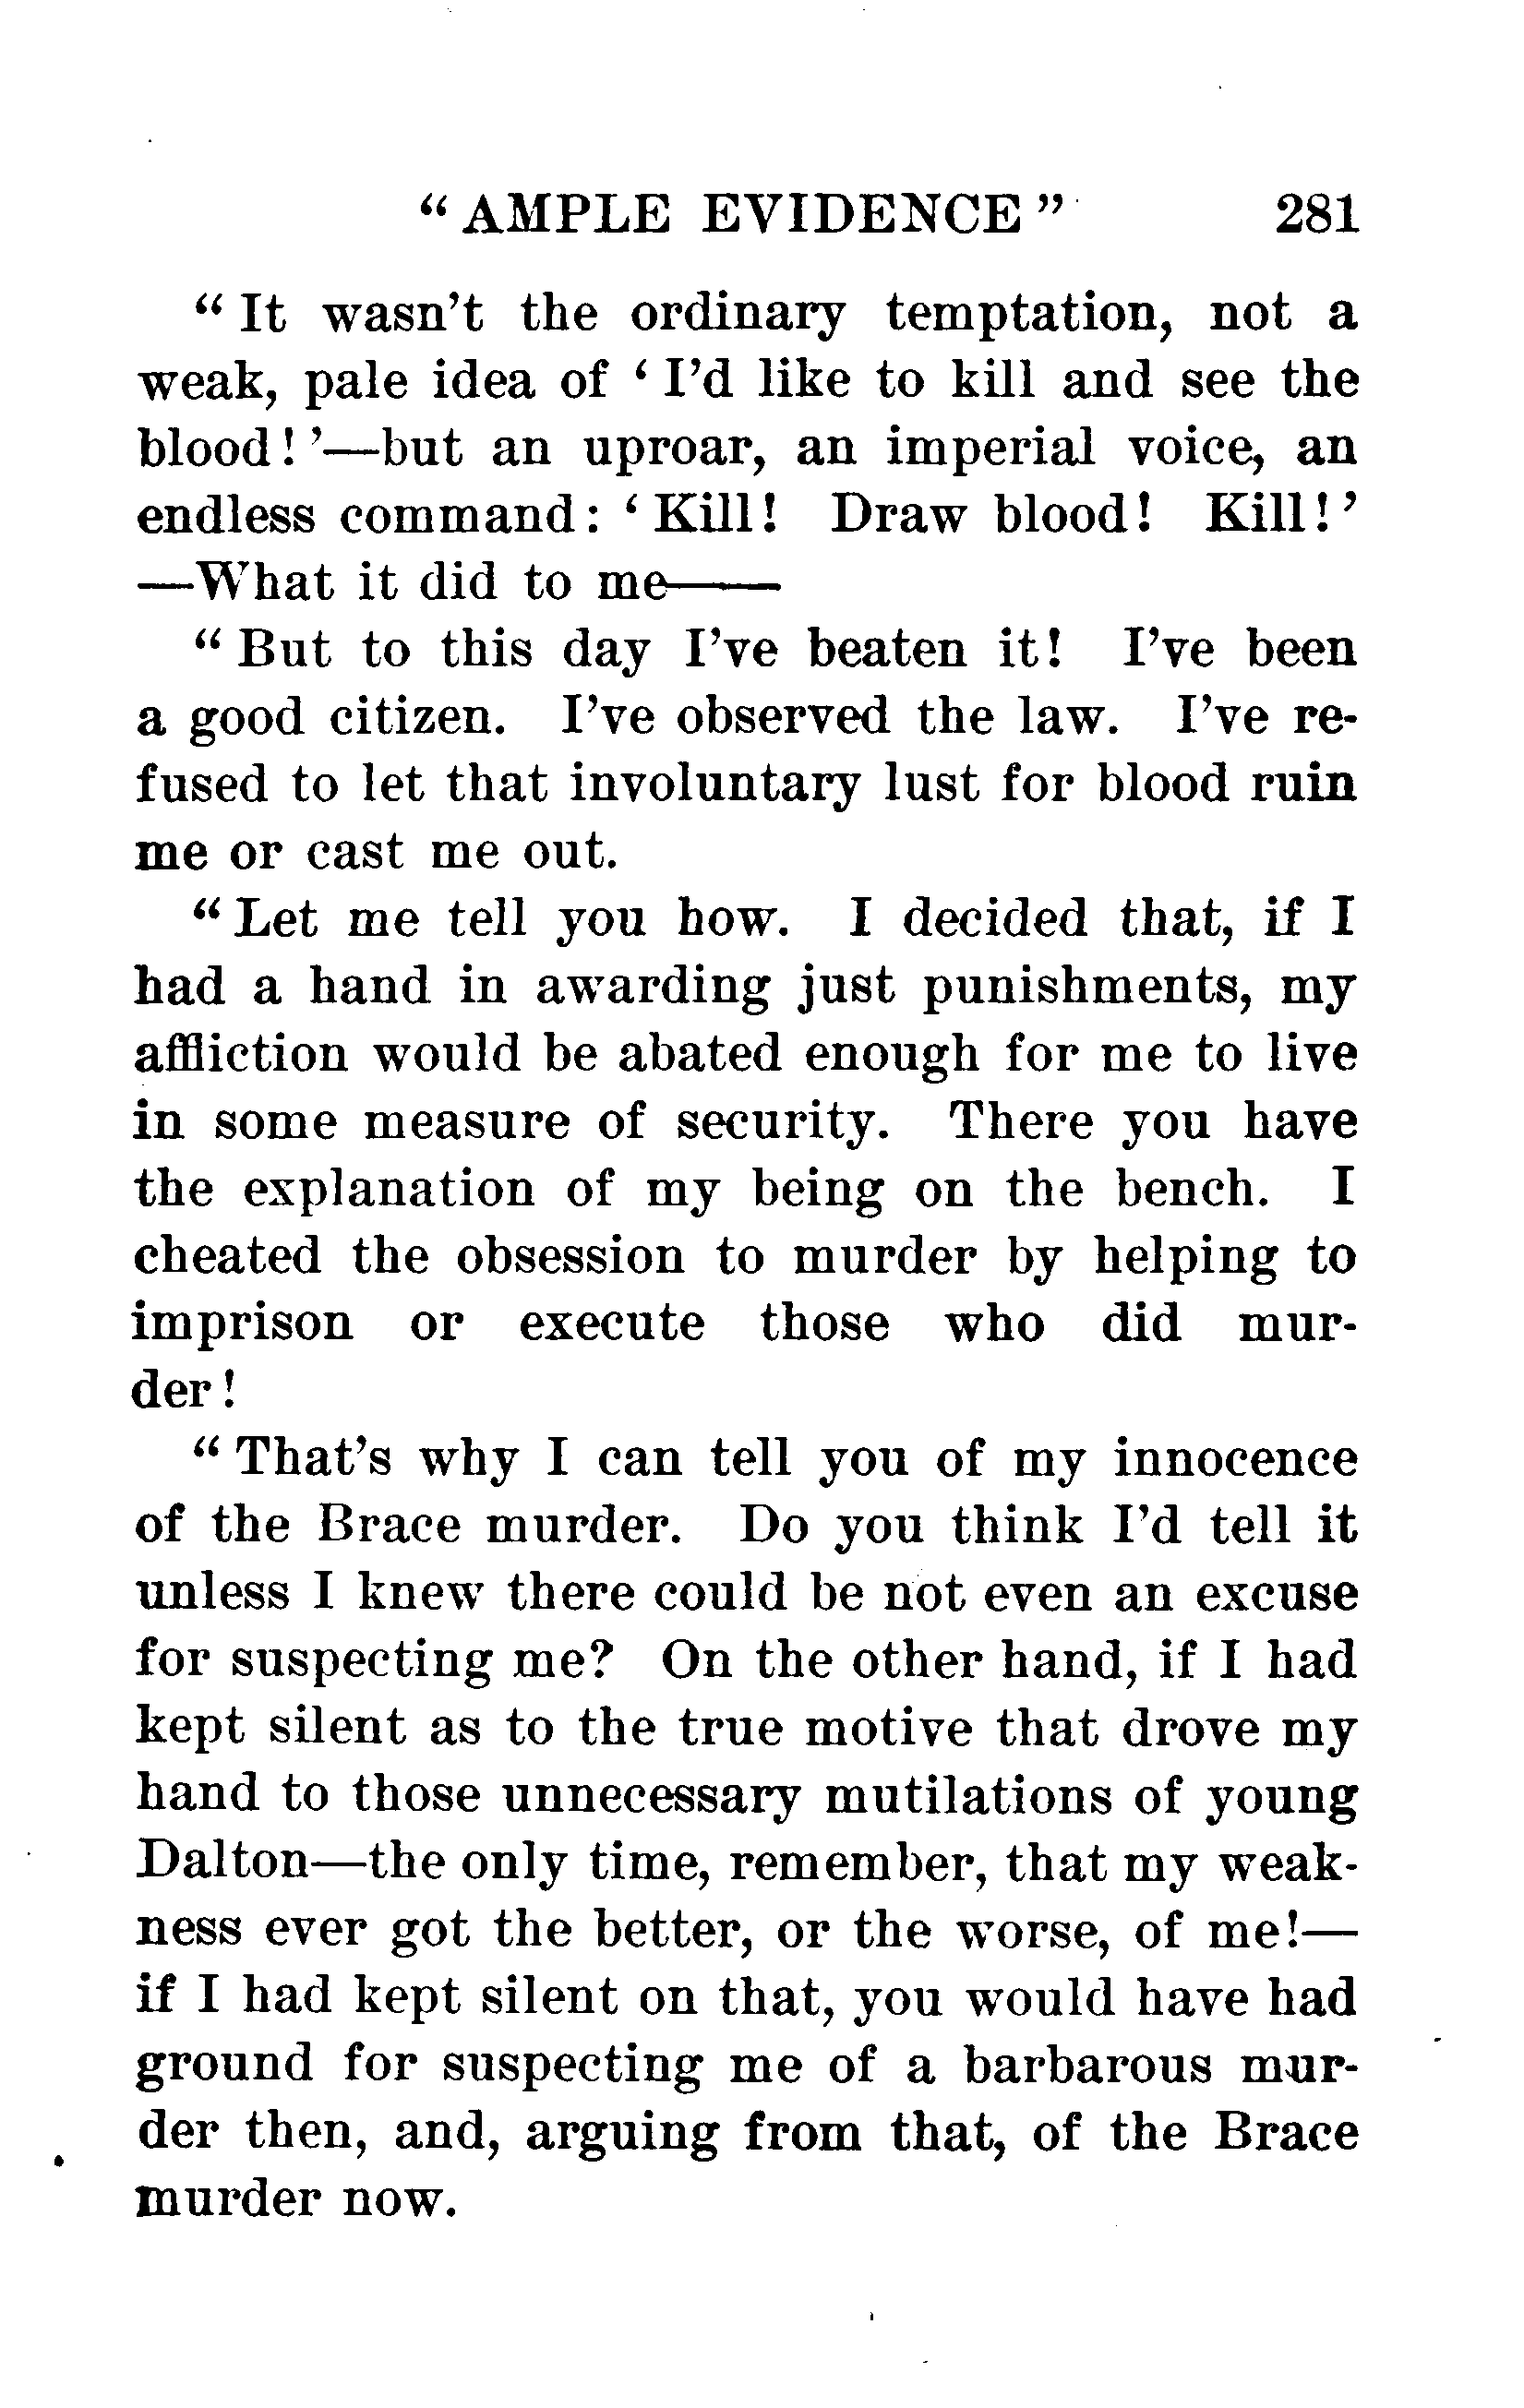 “ AMPLE EVIDENCE ” 281
“ It wasn’t the ordinary temptation, not a
weak, pale idea of ‘ I’d like to kill and see the
blood ! ’—but an uproar, an imperial voice, an
endless command : ‘ Kill ! Draw blood ! Kill ! ’
—What it did to me——
“ But to this day I’ve beaten it ! I’ve been
a good citizen. I’ve observed the law. I’ve re-
fused to let that involuntary lust for blood ruin
me or cast me out.
“ Let me tell you how. I decided that, if I
had a hand in awarding just punishments, my
affliction would be abated enough for me to live
in some measure of security. There you have
the explanation of my being on the bench. I
cheated the obsession to murder by helping to
imprison or execute those who did mur-
der !
“ That’s why I can tell you of my innocence
of the Brace murder. Do you think I’d tell it
unless I knew there could be not even an excuse
for suspecting me? On the other hand, if I had
kept silent as to the true motive that drove my
hand to those unnecessary mutilations of young
Dalton—the only time, remember, that my weak-
ness ever got the better, or the worse, of me!—
if I had kept silent on that, you would have had
ground for suspecting me of a barbarous mur-
der then, and, arguing from that, of the Brace
murder now.